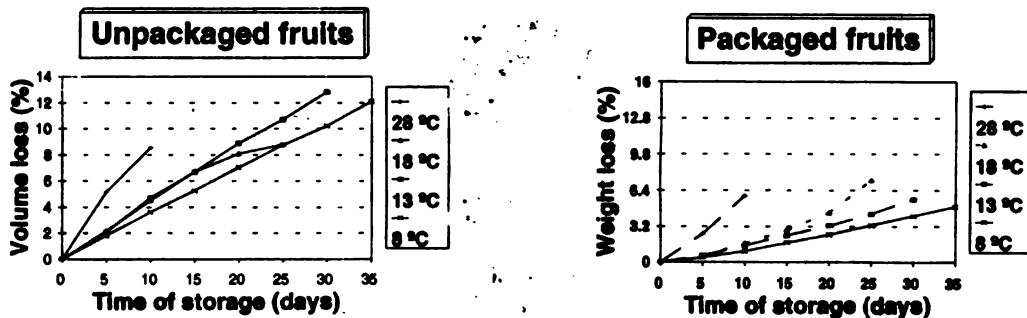 Unpackaged fruits
Volume loss (%)
14
12
10
8
6
4
2
0
0 5 10 15 20 25 30 35
Time of storage (days)
28 ºC
18 ºC
13 ºC
8 ºC
Packaged fruits
Weight loss (%)
16
12.8
9.8
6.4
3.2
0
0 5 10 15 20 25 30 35
Time of storage (days)
28 ºC
18 ºC
13 ºC
8 ºC